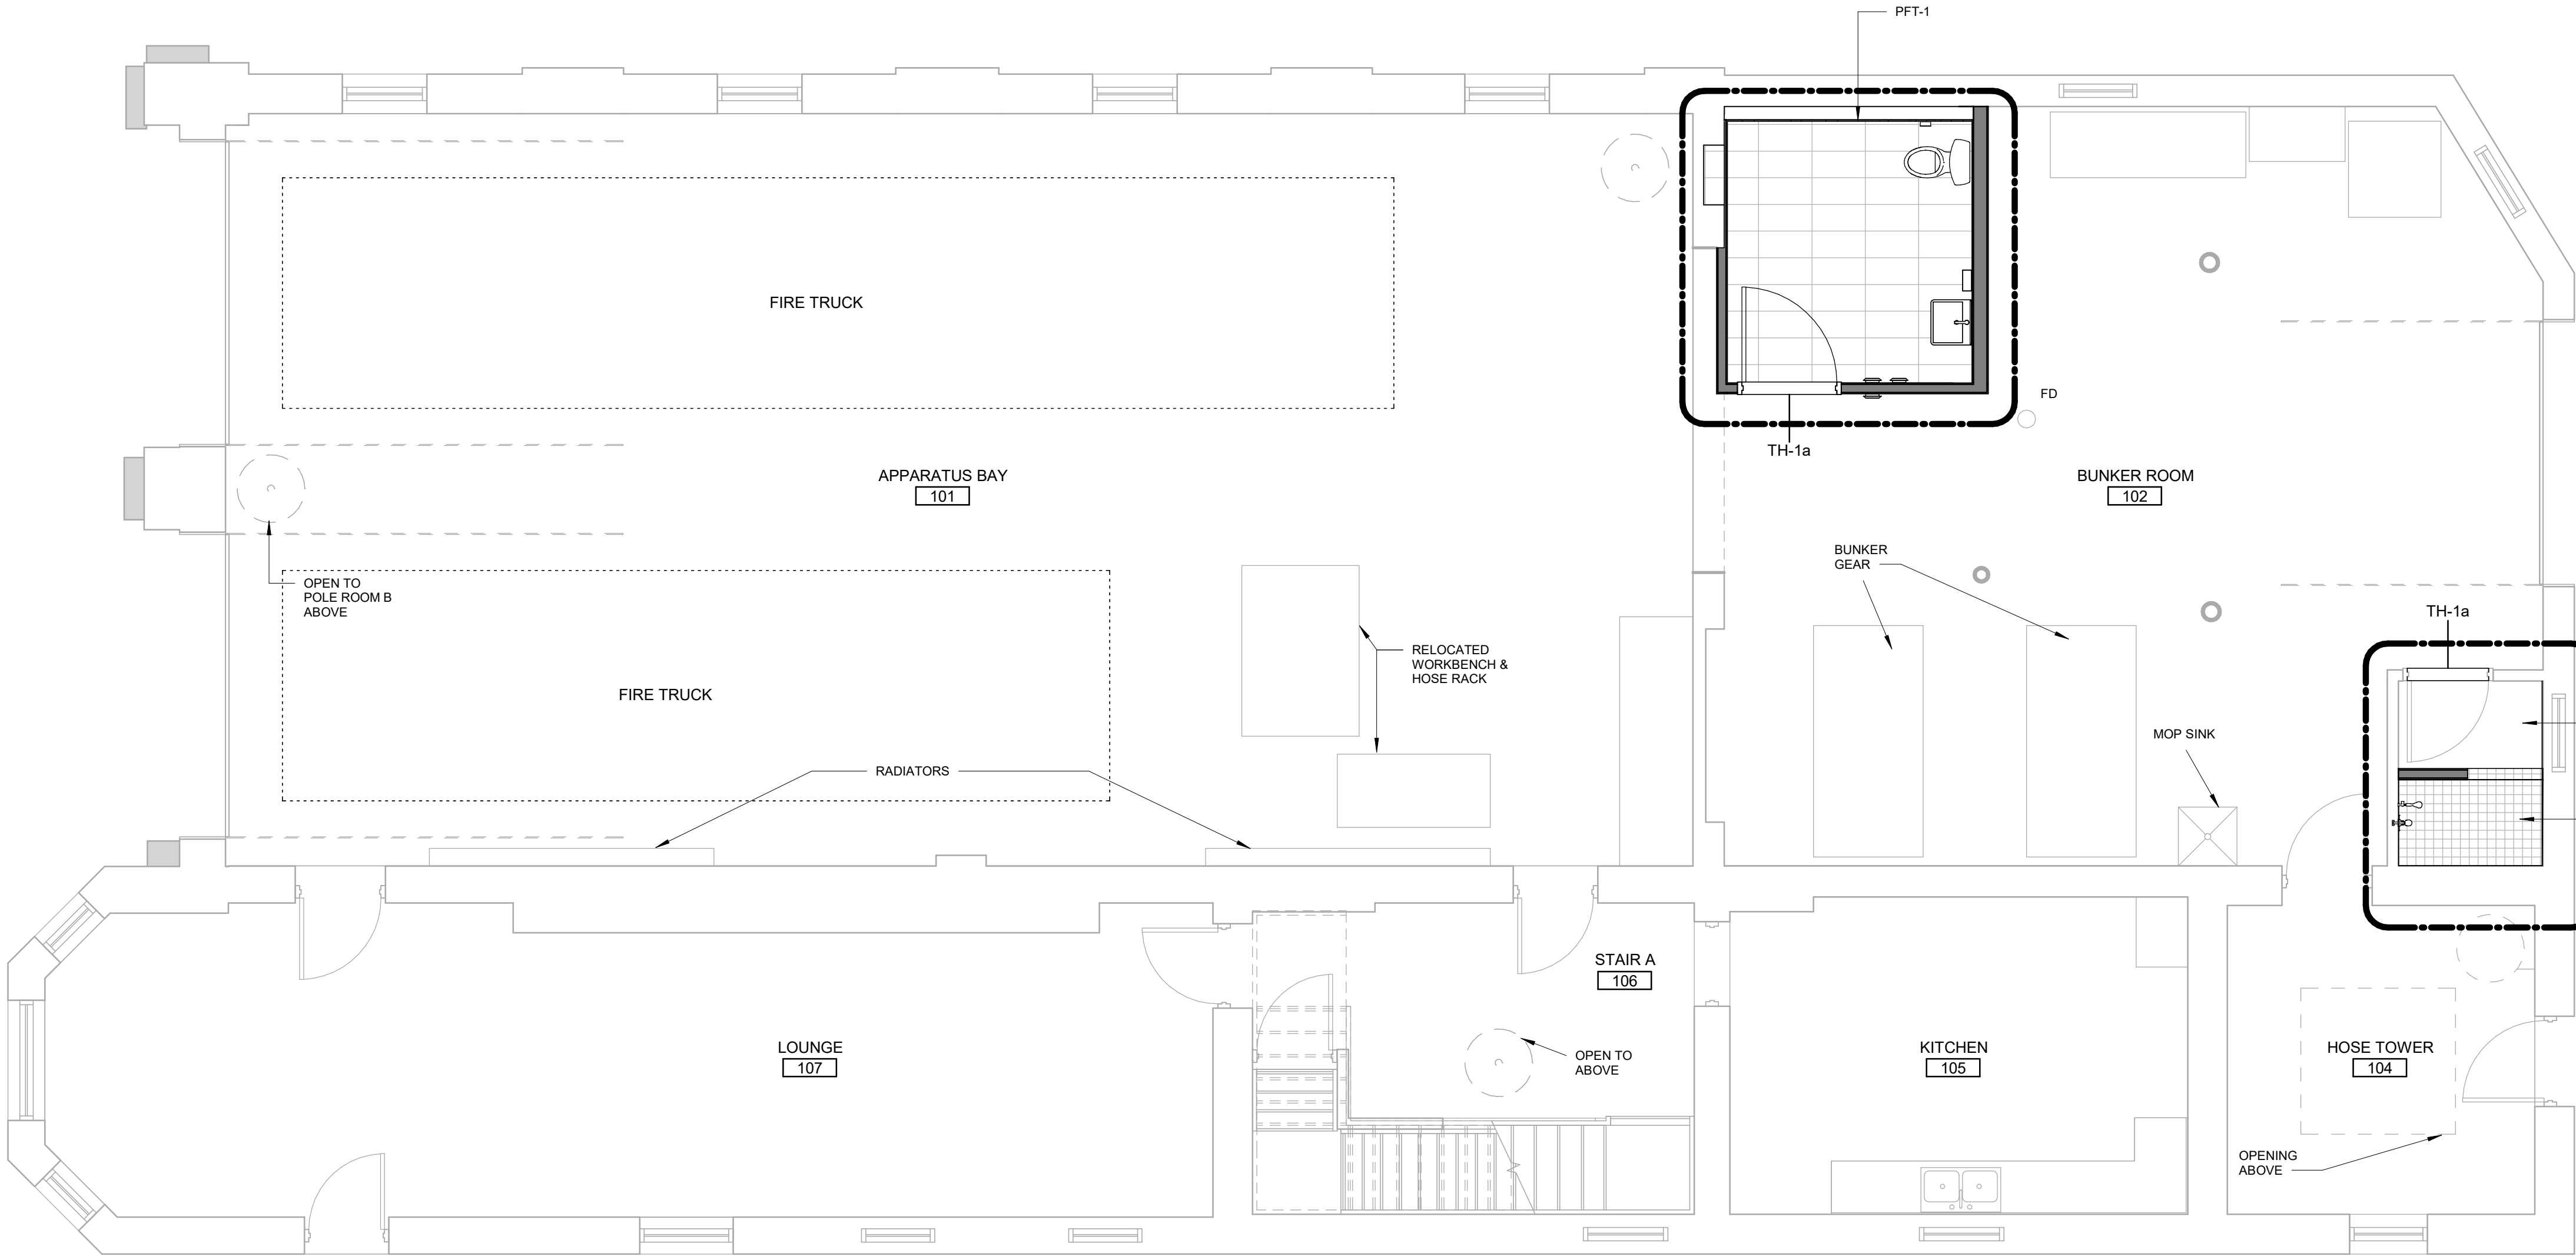 PFT-1
FIRE TRUCK
FD
TH-1a
APPARATUS BAY
101
BUNKER ROOM
102
BUNKER
GEAR
OPEN TO
POLE ROOM B
ABOVE
TH-1a
RELOCATED
WORKBENCH &
HOSE RACK
FIRE TRUCK
MOP SINK
RADIATORS
STAIR A
106
LOUNGE
107
OPEN TO
ABOVE
KITCHEN
105
HOSE TOWER
104
OPENING
ABOVE